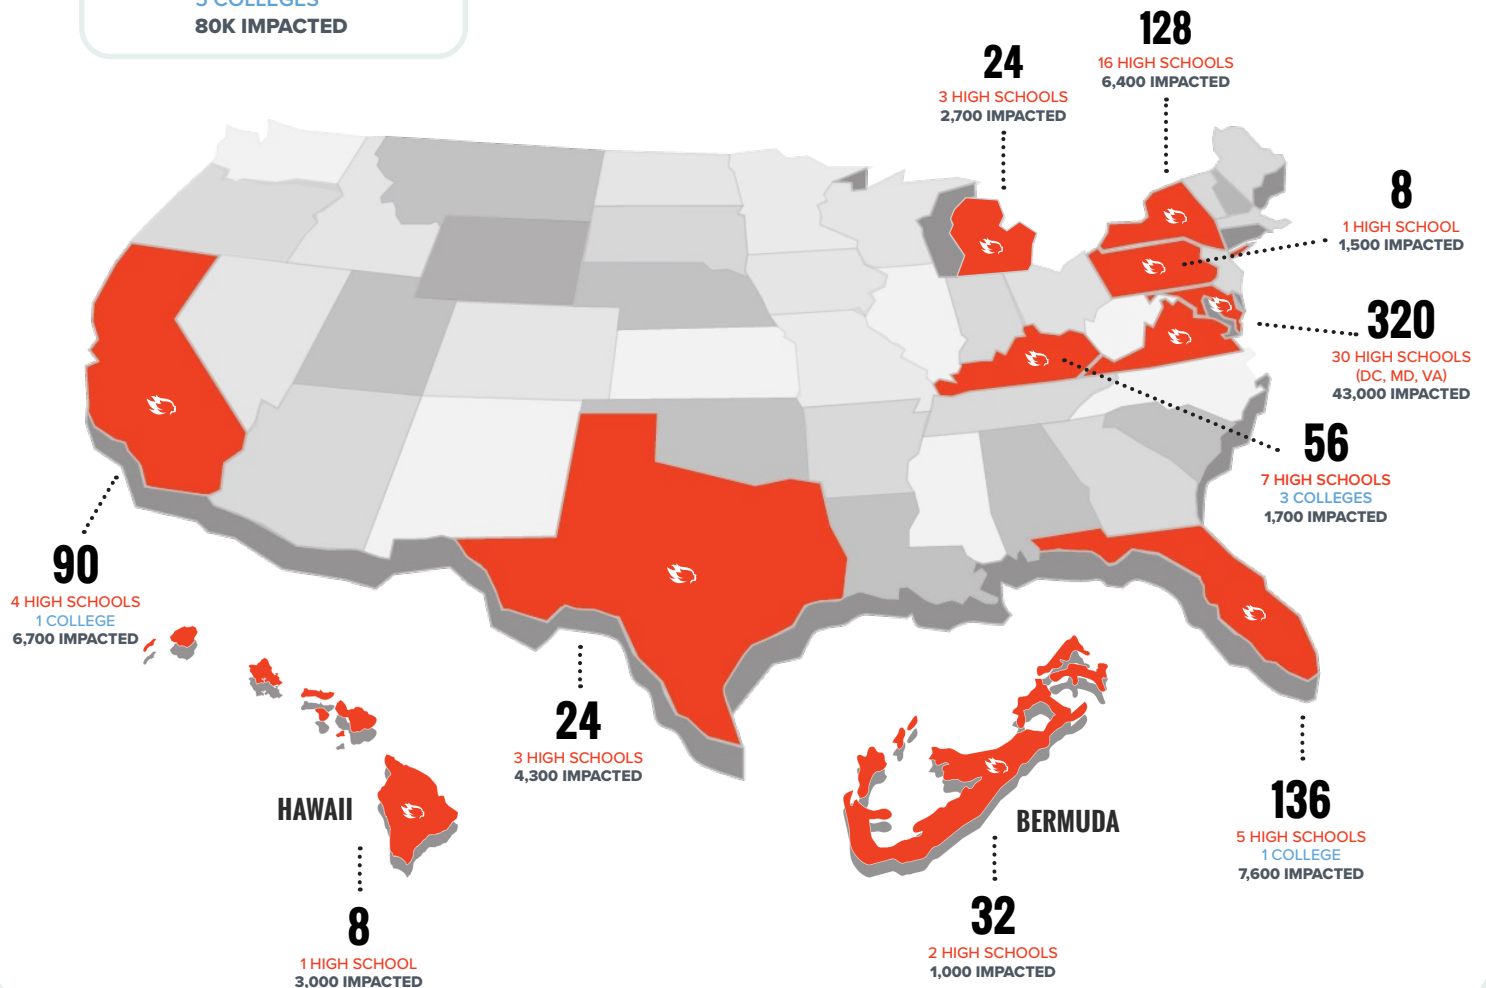 5 COLLEGES
80K IMPACTED
128
16 HIGH SCHOOLS
6,400 IMPACTED
24
3 HIGH SCHOOLS
2,700 IMPACTED
8
1 HIGH SCHOOL
1,500 IMPACTED
320
30 HIGH SCHOOLS
(DC, MD, VA)
43,000 IMPACTED
56
7 HIGH SCHOOLS
3 COLLEGES
1,700 IMPACTED
90
4 HIGH SCHOOLS
1 COLLEGE
6,700 IMPACTED
24
3 HIGH SCHOOLS
4,300 IMPACTED
HAWAII
8
1 HIGH SCHOOL
3,000 IMPACTED
BERMUDA
32
2 HIGH SCHOOLS
1,000 IMPACTED
136
5 HIGH SCHOOLS
1 COLLEGE
7,600 IMPACTED